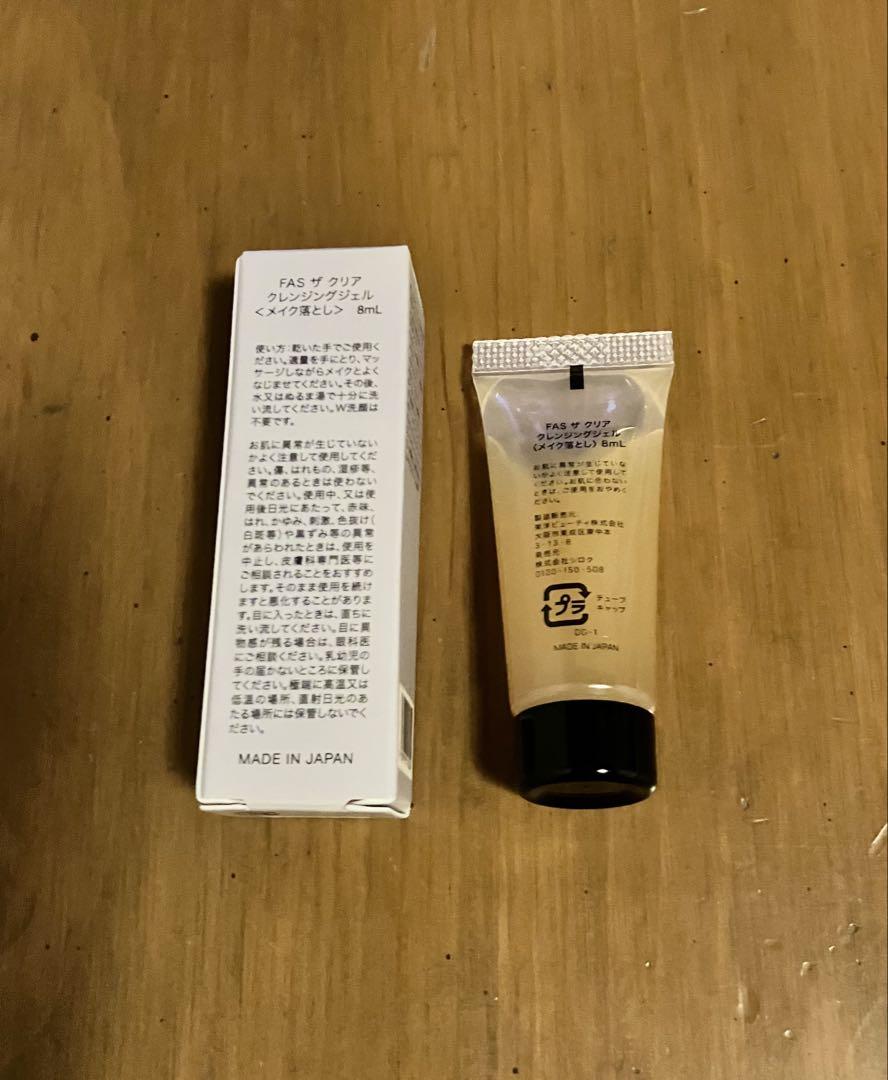 FAS ザ クリア
クレンジングジェル
<メイク落とし> 8mL
使い方:乾いた手でご使用く
ださい。適量を手にとり、マッ
サージしながらメイクとよく
なじませてください。その後、
水又はぬるま湯で十分に洗
い流してください。W洗顔は
不要です。
お肌に異常が生じていない
かよく注意して使用してくだ
さい。傷、はれもの、湿疹等、
異常のあるときは使わない
でください。使用中、又は使
用後日光にあたって、赤味、
はれ、かゆみ、刺激、色抜け(
白斑等)や黒ずみ等の異常
があらわれたときは、使用を
中止し、皮膚科専門医等に
ご相談されることをおすすめ
します。そのまま使用を続け
ますと悪化することがありま
す。目に入ったときは、直ちに
洗い流してください。目に異
物感が残る場合は、眼科医
にご相談ください。乳幼児の
手の届かないところに保管し
てください。極端に高温又は
低温の場所、直射日光のあ
たる場所には保管しないでく
ださい。
MADE IN JAPAN
FAS ザ クリア
クレンジングジェル
〈メイク落とし〉 8mL
お肌に異常が生じていな
いかよく注意して使用して
ください。お肌に合わない
ときは、ご使用をおやめく
ださい。
製造販売元:
東洋ビューティ株式会社
大阪市東成区東中本
3-13-8
発売元:
株式会社シロク
0120-150-508
プラ
チューブ
キャップ
DG-1
MADE IN JAPAN